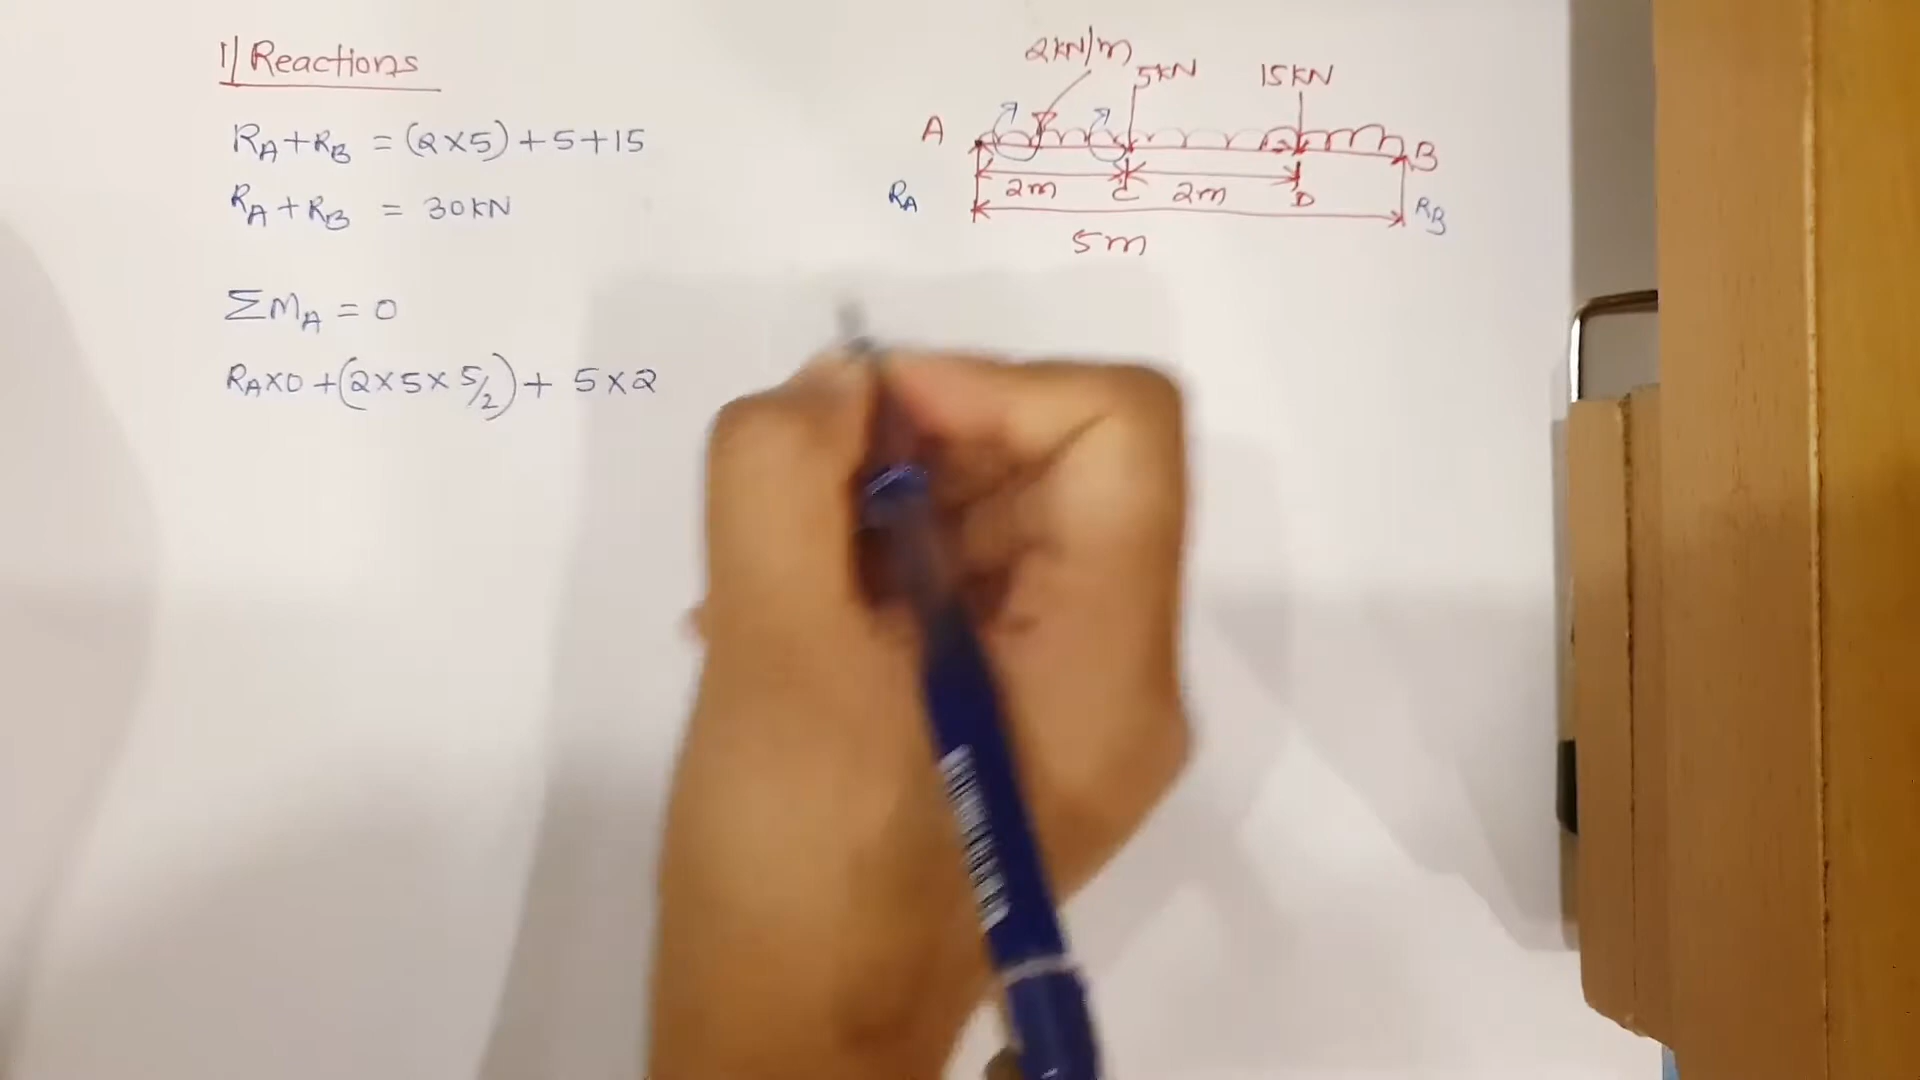 1| Reactions
RA+RB = (2×5)+5+15
RA+RB = 30KN
ΣMA = 0
RA×0 +(2×5×5/2)+ 5×2
2KN/m
5KN
15KN
A
B
RA
2m
C
2m
D
RB
5m